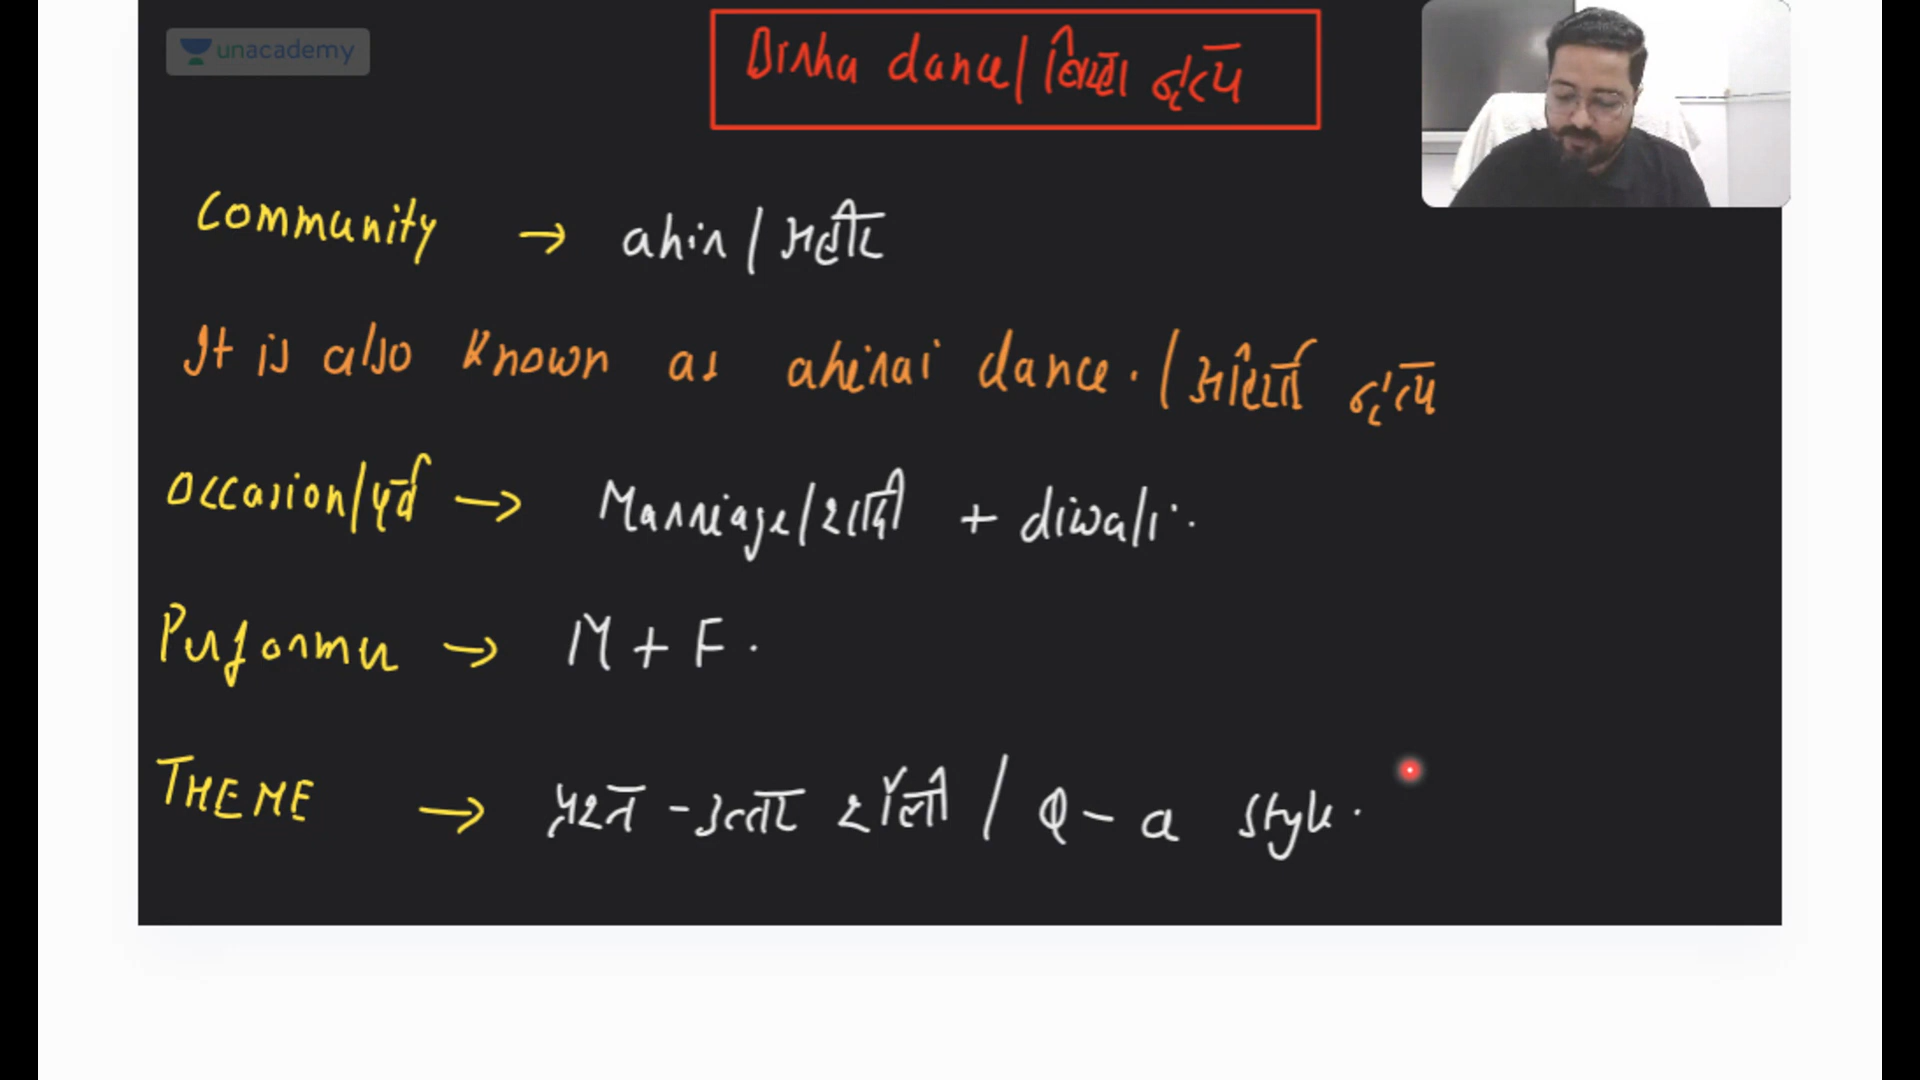 unacademy
Birha dance/बिरहा नृत्य
Community → ahir/अहीर
It is also known as ahirai dance. /अहिराई नृत्य
Occasion/पर्व → Marriage/शादी + diwali.
Performer → M + F.
THEME → प्रश्न - उत्तर शैली / Q - a style.